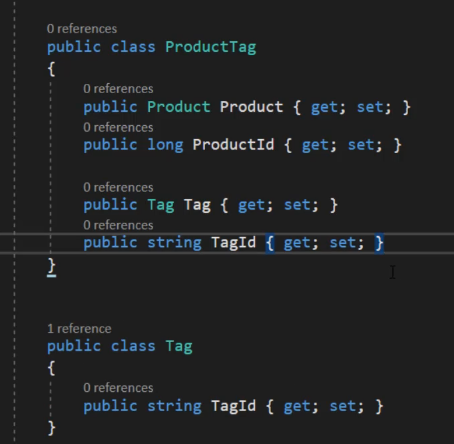 0 references
public class ProductTag
{
0 references
public Product Product { get; set; }
0 references
public long ProductId { get; set; }
0 references
public Tag Tag { get; set; }
0 references
public string TagId { get; set; }
}
1 reference
public class Tag
{
0 references
public string TagId { get; set; }
}